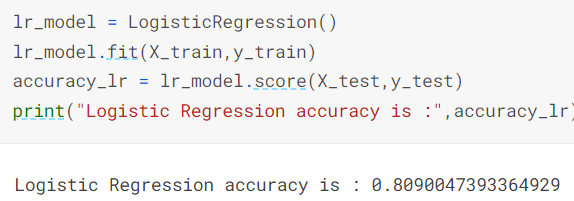 lr_model = LogisticRegression()
lr_model.fit(X_train,y_train)
accuracy_lr = lr_model.score(X_test,y_test)
print("Logistic Regression accuracy is :",accuracy_lr)
Logistic Regression accuracy is : 0.8090047393364929